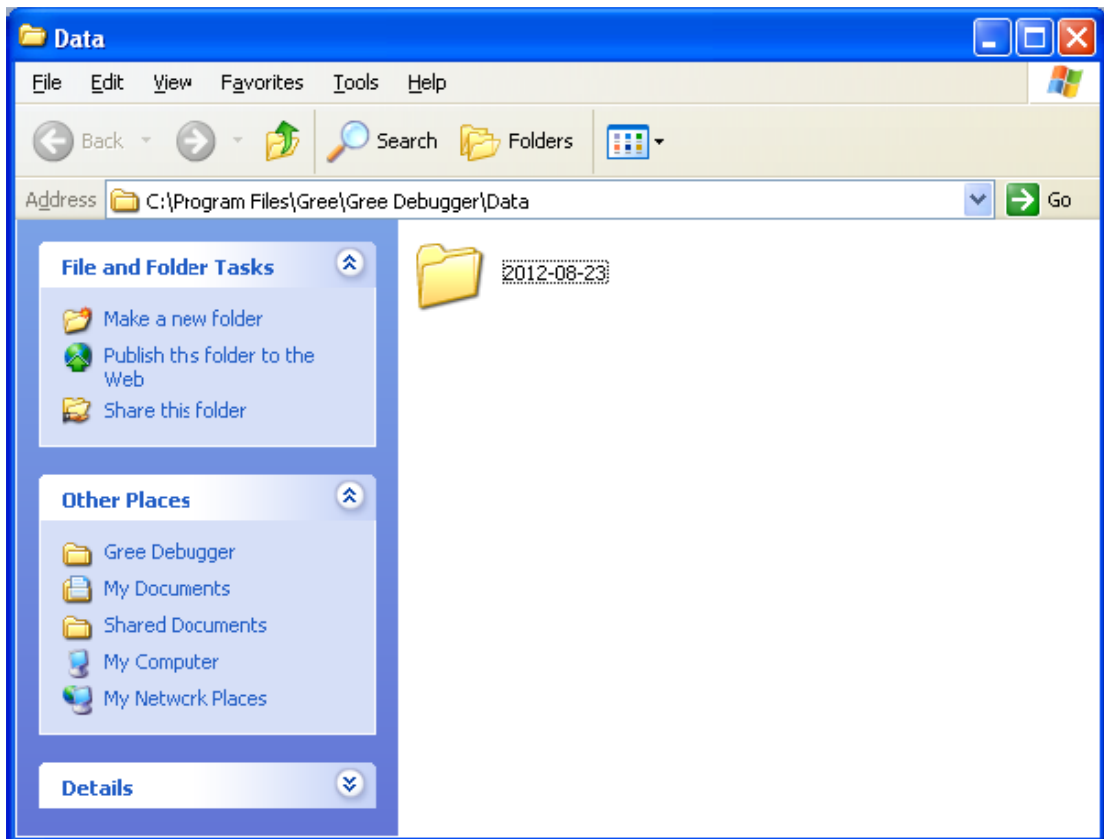 Data
File Edit View Favorites Tools Help
Back Search Folders
Address C:\Program Files\Gree\Gree Debugger\Data Go
File and Folder Tasks
Make a new folder
Publish ths folder to the
Web
Share this folder
Other Places
Gree Debugger
My Documents
Shared Documents
My Computer
My Network Places
Details
2012-08-23